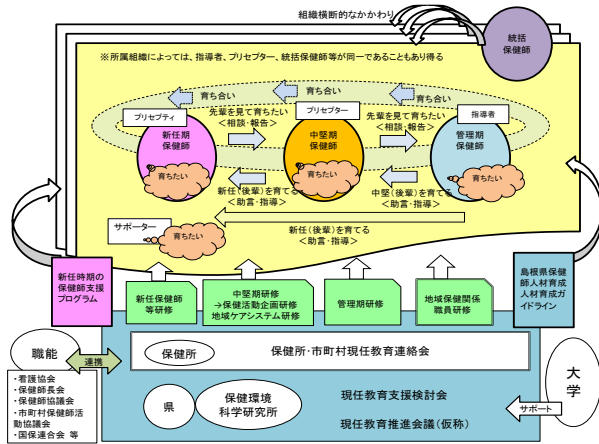 組織横断的なかかわり
統括
保健師
※所属組織によっては、指導者、プリセプター、統括保健師等が同一であることもあり得る
育ち合い
育ち合い
育ち合い
プリセプティ
プリセプター
指導者
先輩を見て育ちたい
<相談・報告>
先輩を見て育ちたい
<相談・報告>
新任期
保健師
中堅期
保健師
管理期
保健師
育ちたい
育ちたい
育ちたい
新任(後輩)を育てる
<助言・指導>
中堅(後輩)を育てる
<助言・指導>
サポーター
育ちたい
新任(後輩)を育てる
<助言・指導>
新任時期の
保健師支援
プログラム
新任保健師
等研修
中堅期研修
→保健活動企画研修
地域ケアシステム研修
管理期研修
地域保健関係
職員研修
島根県保健
師人材育成
人材育成ガ
イドライン
職能
連携
保健所
保健所・市町村現任教育連絡会
大学
・看護協会
・保健師長会
・保健師協議会
・市町村保健師活
動協議会
・国保連合会 等
県
保健環境
科学研究所
現任教育支援検討会
現任教育推進会議(仮称)
サポート